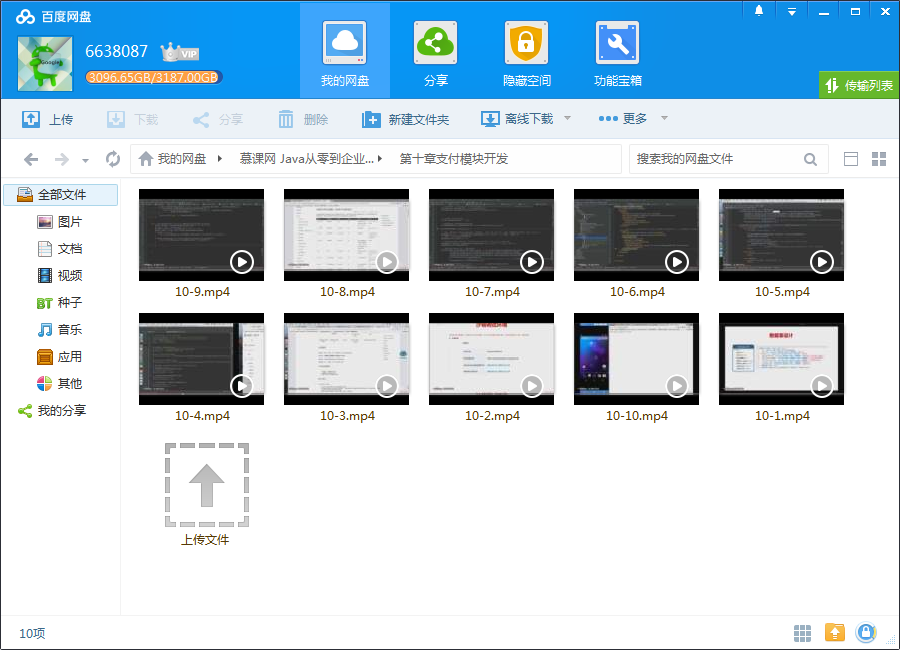 百度网盘
6638087 VIP
3096.65GB/3187.00GB
我的网盘
分享
隐藏空间
功能宝箱
传输列表
上传
下载
分享
删除
新建文件夹
离线下载
更多
我的网盘
慕课网 Java从零到企业...
第十章支付模块开发
搜索我的网盘文件
全部文件
图片
文档
视频
BT 种子
音乐
应用
其他
我的分享
10-9.mp4
10-8.mp4
10-7.mp4
10-6.mp4
10-5.mp4
10-4.mp4
10-3.mp4
10-2.mp4
10-10.mp4
10-1.mp4
上传文件
10项